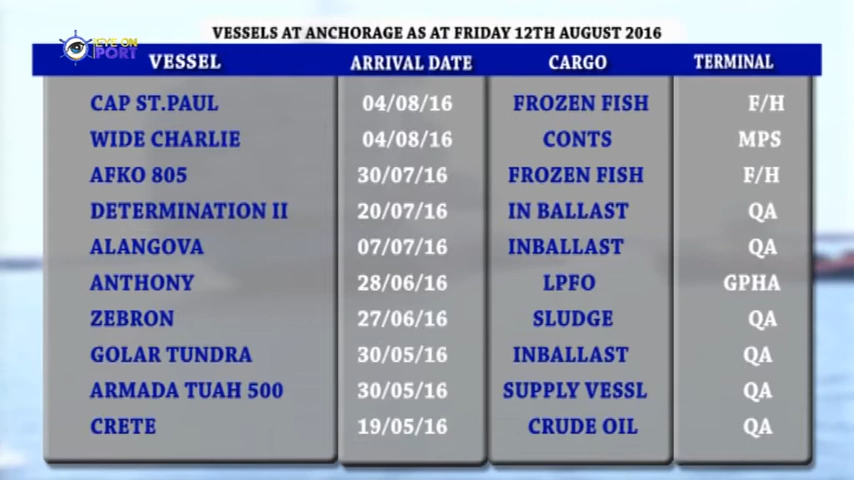 VESSELS AT ANCHORAGE AS AT FRIDAY 12TH AUGUST 2016
EYE ON
PORT
VESSEL ARRIVAL DATE CARGO TERMINAL
CAP ST.PAUL 04/08/16 FROZEN FISH F/H
WIDE CHARLIE 04/08/16 CONTS MPS
AFKO 805 30/07/16 FROZEN FISH F/H
DETERMINATION II 20/07/16 IN BALLAST QA
ALANGOVA 07/07/16 INBALLAST QA
ANTHONY 28/06/16 LPFO GPHA
ZEBRON 27/06/16 SLUDGE QA
GOLAR TUNDRA 30/05/16 INBALLAST QA
ARMADA TUAH 500 30/05/16 SUPPLY VESSL QA
CRETE 19/05/16 CRUDE OIL QA